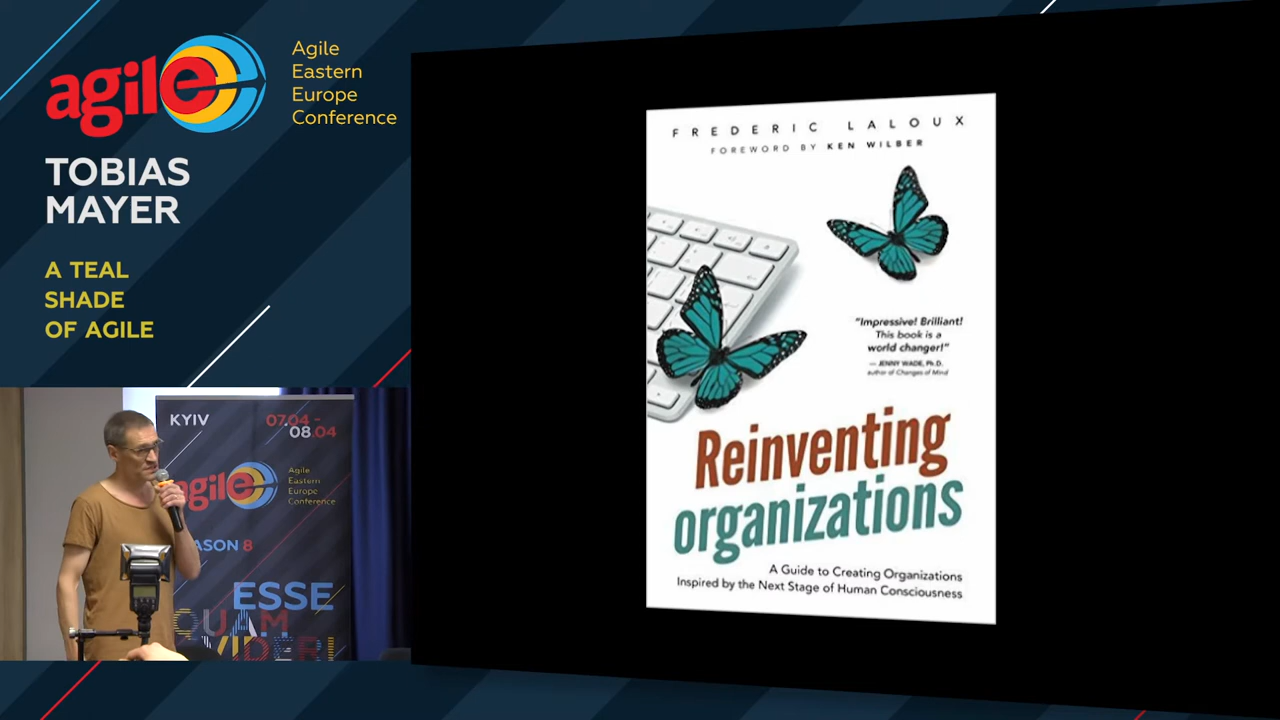 agile
Agile
Eastern
Europe
Conference
TOBIAS
MAYER
A TEAL
SHADE
OF AGILE
KYIV
07.04 -
08.04
agile
Agile
Eastern
Europe
Conference
ASON 8
ESSE
QUAM
VIDERI
FREDERIC LALOUX
FOREWORD BY KEN WILBER
"Impressive! Brilliant!
This book is a
world changer!"
— JENNY WADE, Ph.D.
author of Changes of Mind
Reinventing
organizations
A Guide to Creating Organizations
Inspired by the Next Stage of Human Consciousness